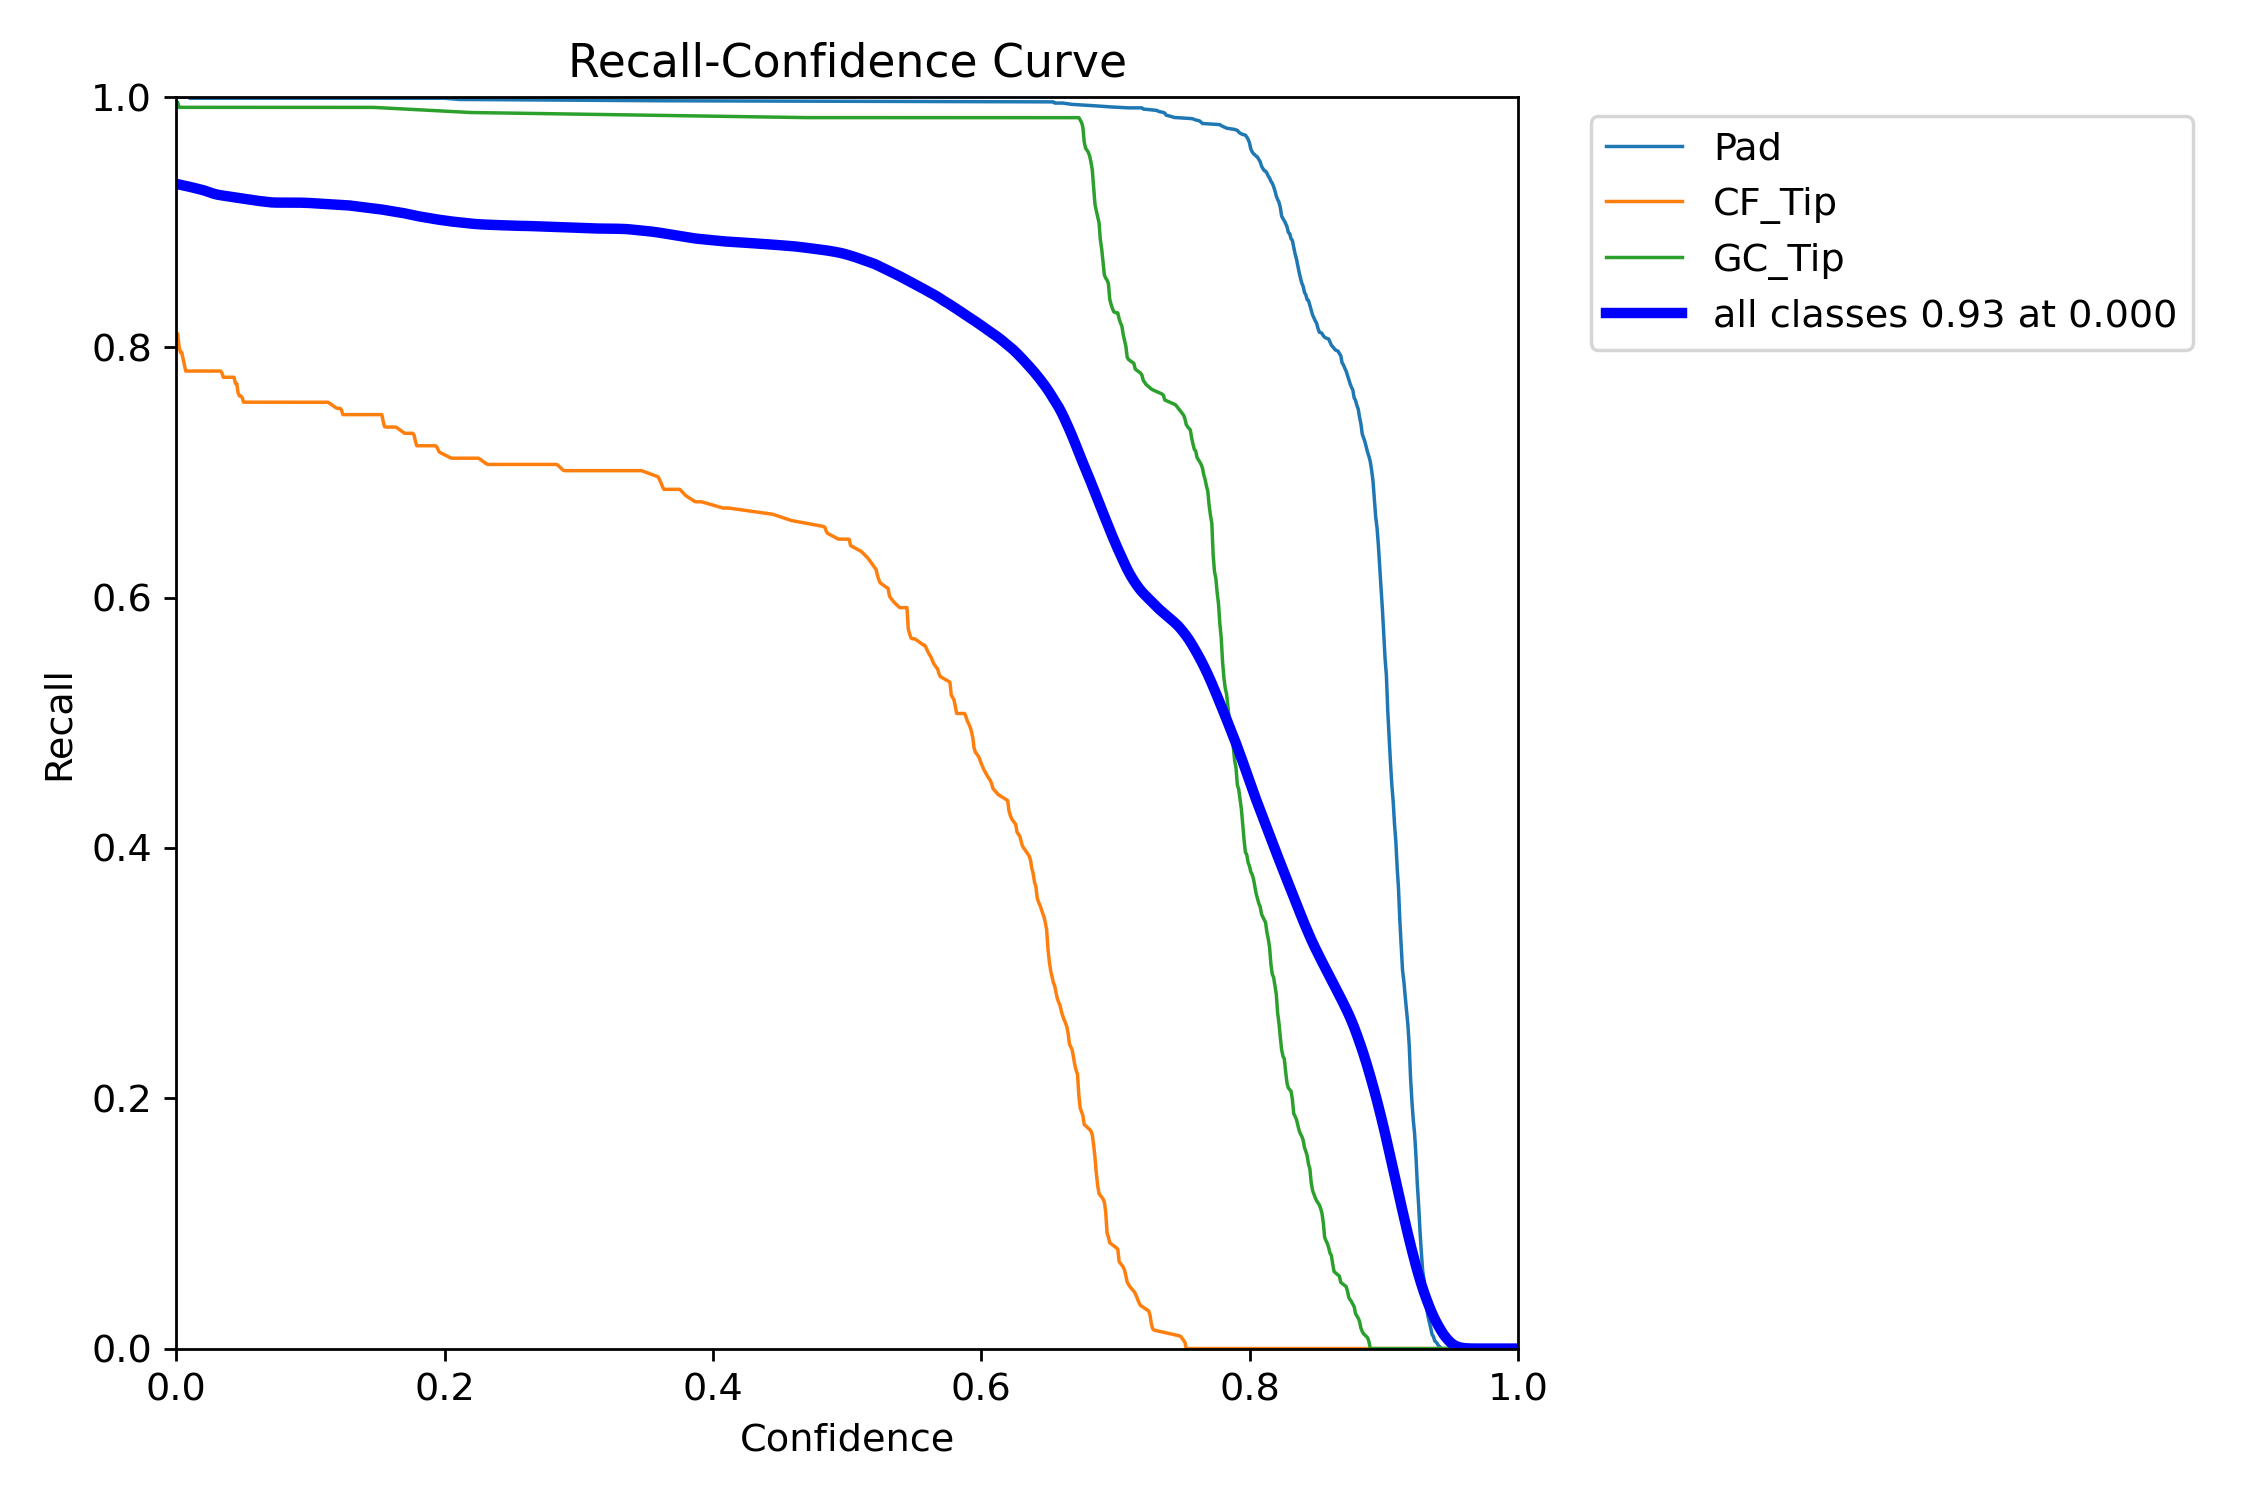 Recall-Confidence Curve
1.0
0.8
0.6
0.4
0.2
0.0
Recall
0.0 0.2 0.4 0.6 0.8 1.0
Confidence
Pad
CF_Tip
GC_Tip
all classes 0.93 at 0.000